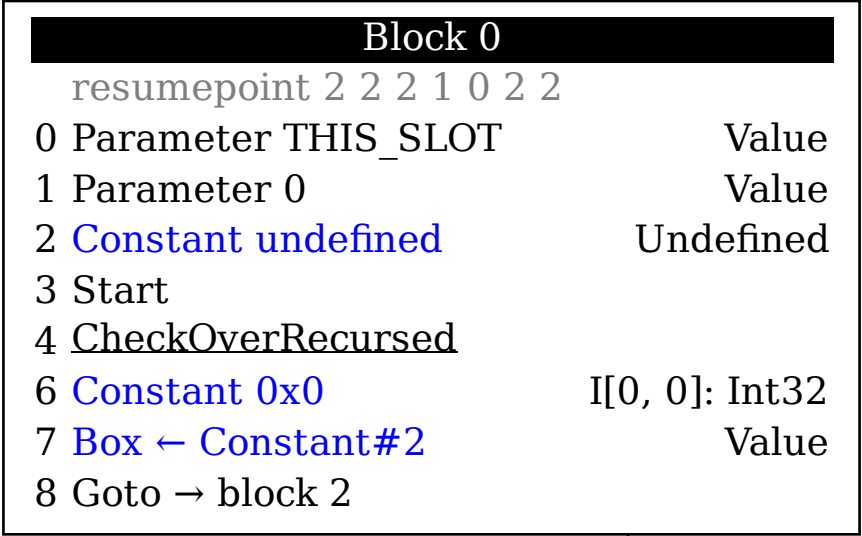 Block 0
resumepoint 2 2 2 1 0 2 2
0 Parameter THIS_SLOT Value
1 Parameter 0 Value
2 Constant undefined Undefined
3 Start
4 CheckOverRecursed
6 Constant 0x0 I[0, 0]: Int32
7 Box ← Constant#2 Value
8 Goto → block 2